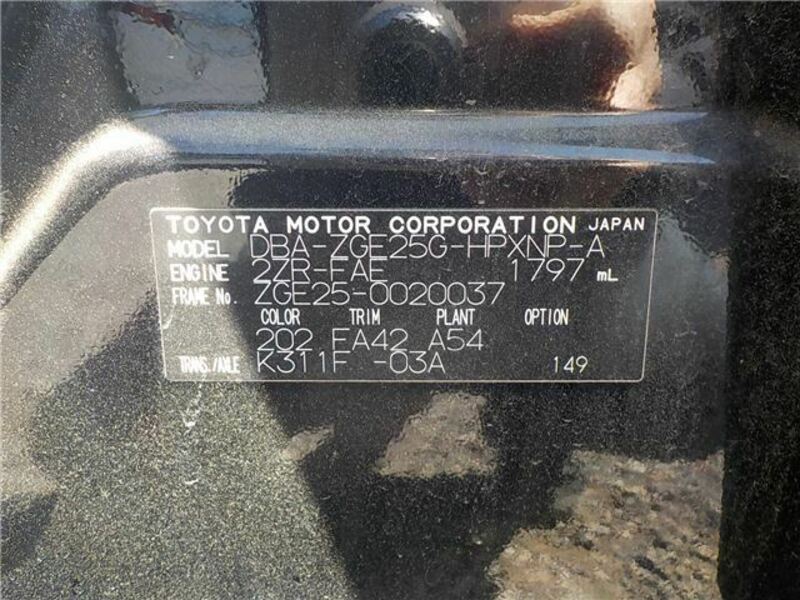 TOYOTA MOTOR CORPORATION JAPAN
MODEL DBA-ZGE25G-HPXNP-A
ENGINE 2ZR-FAE 1797 mL
FRAME No. ZGE25-0020037
COLOR TRIM PLANT OPTION
202 FA42 A54
TRANS./AXLE K311F -03A 149